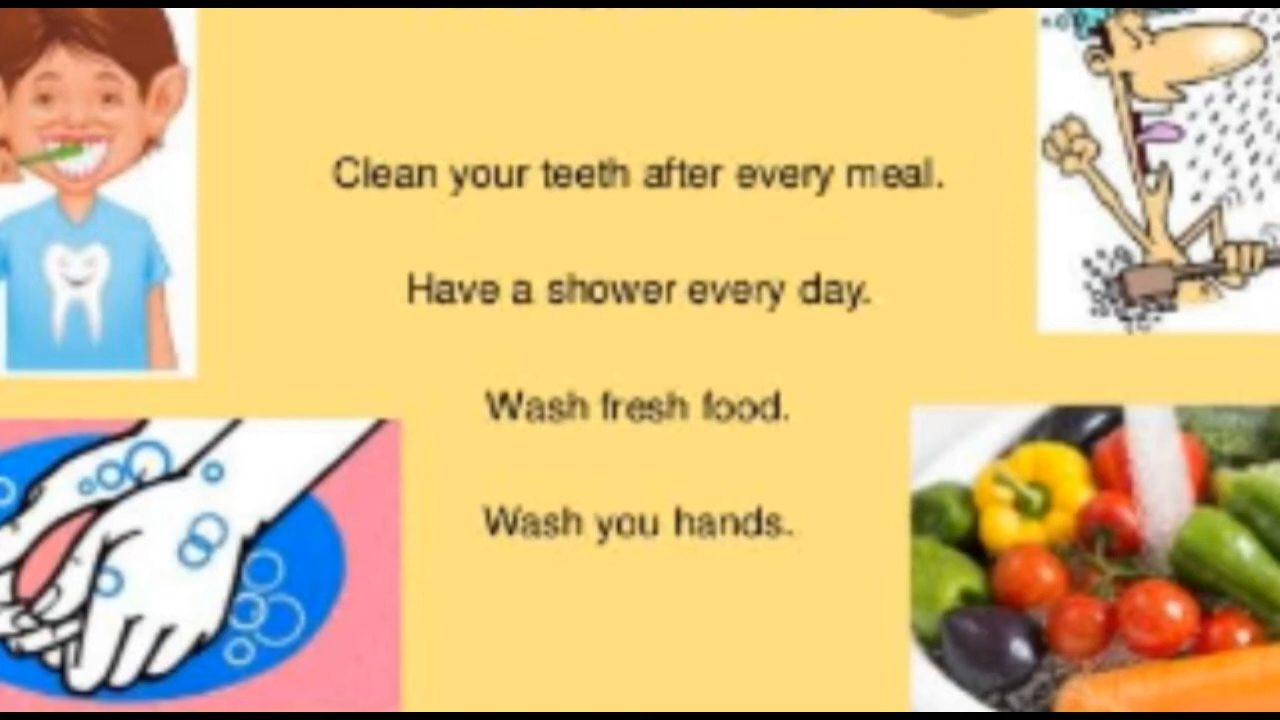 Clean your teeth after every meal.
Have a shower every day.
Wash fresh food.
Wash you hands.